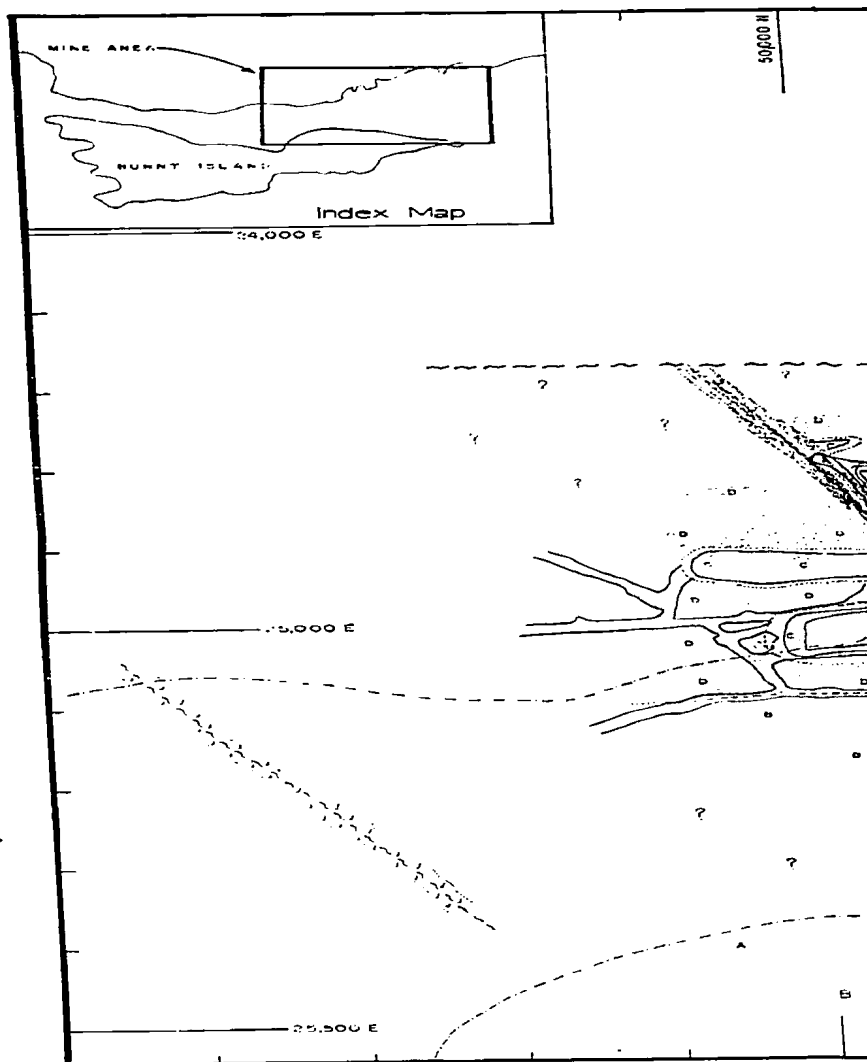 MINE AREA
BURNT ISLAND
Index Map
50,000 N
24,000 E
?
?
?
?
D
?
D
D
C
C
C
D
D
25,000 E
C
D
D
D
D
D
?
?
A
B
25,500 E